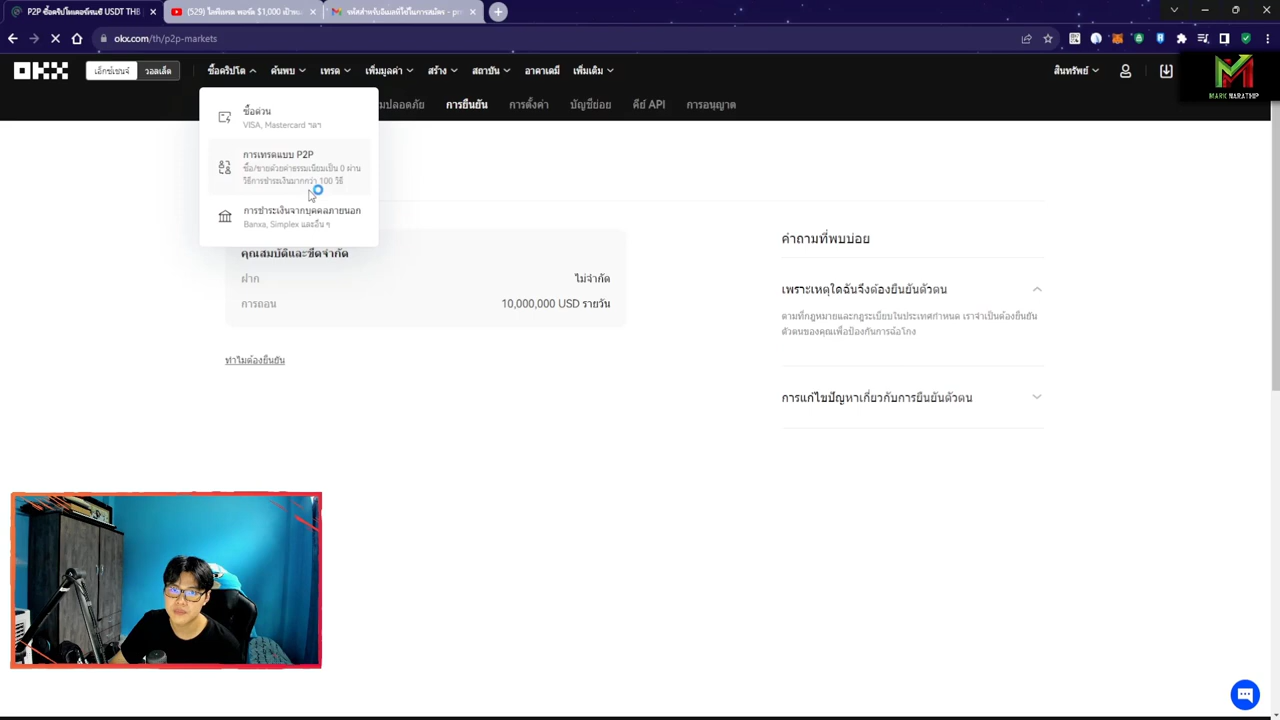 P2P ซื้อคริปโตเคอร์เรนซี USDT THB
(529) ไลฟ์เทรด พอร์ต $1,000 เป้าห
รหัสสำหรับอีเมลที่ใช้ในการสมัคร - p
okx.com/th/p2p-markets
OKX
เอ็กซ์เชนจ์
วอลเล็ต
ซื้อคริปโต
ค้นพบ
เทรด
เพิ่มมูลค่า
สร้าง
สถาบัน
อาคาเดมี่
เพิ่มเติม
สินทรัพย์
MARK NARATHIP
มปลอดภัย
การยืนยัน
การตั้งค่า
บัญชีย่อย
คีย์ API
การอนุญาต
ซื้อด่วน
VISA, Mastercard ฯลฯ
การเทรดแบบ P2P
ซื้อ/ขายด้วยค่าธรรมเนียมเป็น 0 ผ่าน
วิธีการชำระเงินมากกว่า 100 วิธี
การชำระเงินจากบุคคลภายนอก
Banxa, Simplex และอื่น ๆ
คุณสมบัติและขีดจำกัด
ฝาก
ไม่จำกัด
การถอน
10,000,000 USD รายวัน
ทำไมต้องยืนยัน
คำถามที่พบบ่อย
เพราะเหตุใดฉันจึงต้องยืนยันตัวตน
ตามที่กฎหมายและกฎระเบียบในประเทศกำหนด เราจำเป็นต้องยืนยัน
ตัวตนของคุณเพื่อป้องกันการฉ้อโกง
การแก้ไขปัญหาเกี่ยวกับการยืนยันตัวตน